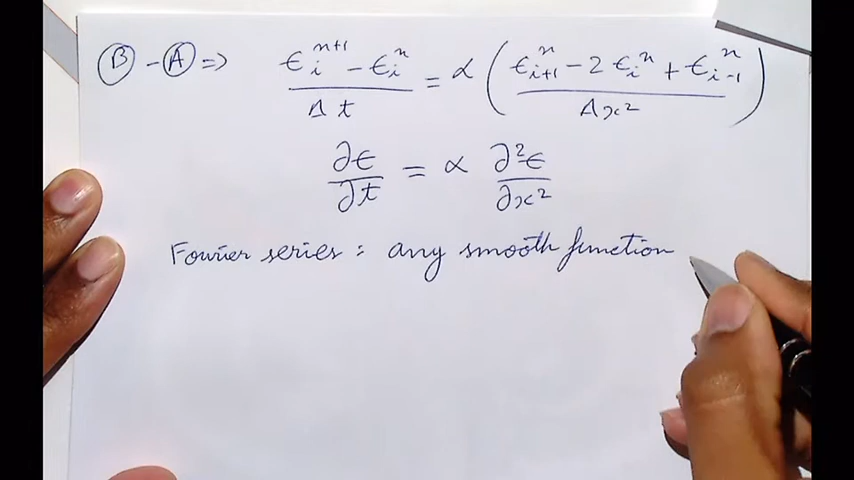 (B) - (A) => (ϵ_i^{n+1} - ϵ_i^n) / Δt = α ((ϵ_{i+1}^n - 2 ϵ_i^n + ϵ_{i-1}^n) / Δx²)
∂ϵ/∂t = α ∂²ϵ/∂x²
Fourier series : any smooth function